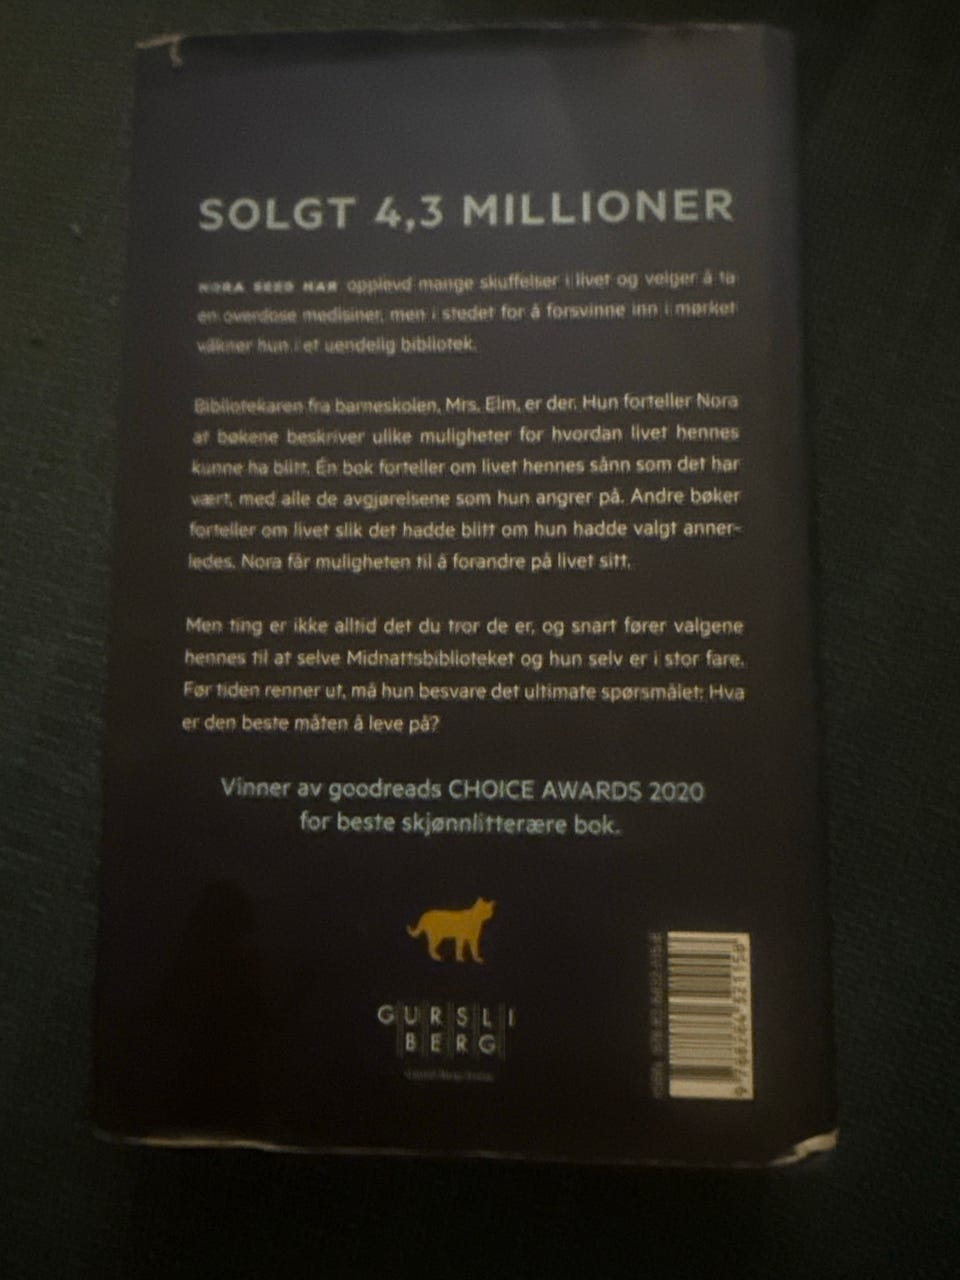 SOLGT 4,3 MILLIONER
NORA SEED HAR opplevd mange skuffelser i livet og velger å ta
en overdose medisiner, men i stedet for å forsvinne inn i mørket
våkner hun i et uendelig bibliotek.
Bibliotekaren fra barneskolen, Mrs. Elm, er der. Hun forteller Nora
at bøkene beskriver ulike muligheter for hvordan livet hennes
kunne ha blitt. Én bok forteller om livet hennes sånn som det har
vært, med alle de avgjørelsene som hun angrer på. Andre bøker
forteller om livet slik det hadde blitt om hun hadde valgt anner-
ledes. Nora får muligheten til å forandre på livet sitt.
Men ting er ikke alltid det du tror de er, og snart fører valgene
hennes til at selve Midnattsbiblioteket og hun selv er i stor fare.
Før tiden renner ut, må hun besvare det ultimate spørsmålet: Hva
er den beste måten å leve på?
Vinner av goodreads CHOICE AWARDS 2020
for beste skjønnlitterære bok.
GURSLI
BERG